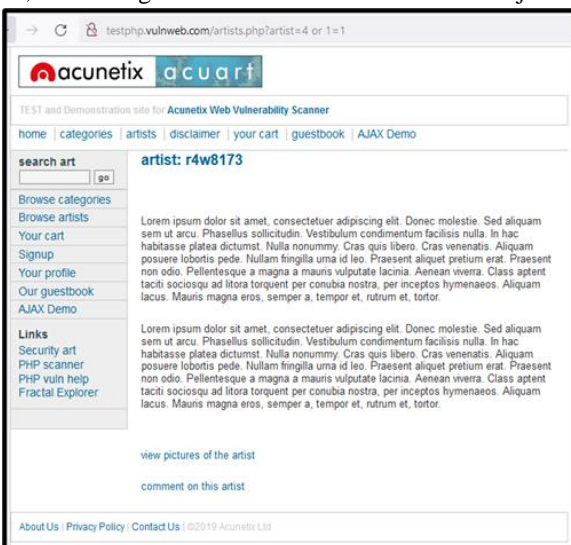 testphp.vulnweb.com/artists.php?artist=4 or 1=1
acunetix acuart
TEST and Demonstration site for Acunetix Web Vulnerability Scanner
home | categories | artists | disclaimer | your cart | guestbook | AJAX Demo
search art
go
Browse categories
Browse artists
Your cart
Signup
Your profile
Our guestbook
AJAX Demo
Links
Security art
PHP scanner
PHP vuln help
Fractal Explorer
artist: r4w8173
Lorem ipsum dolor sit amet, consectetuer adipiscing elit. Donec molestie. Sed aliquam
sem ut arcu. Phasellus sollicitudin. Vestibulum condimentum facilisis nulla. In hac
habitasse platea dictumst. Nulla nonummy. Cras quis libero. Cras venenatis. Aliquam
posuere lobortis pede. Nullam fringilla urna id leo. Praesent aliquet pretium erat. Praesent
non odio. Pellentesque a magna a mauris vulputate lacinia. Aenean viverra. Class aptent
taciti sociosqu ad litora torquent per conubia nostra, per inceptos hymenaeos. Aliquam
lacus. Mauris magna eros, semper a, tempor et, rutrum et, tortor.
Lorem ipsum dolor sit amet, consectetuer adipiscing elit. Donec molestie. Sed aliquam
sem ut arcu. Phasellus sollicitudin. Vestibulum condimentum facilisis nulla. In hac
habitasse platea dictumst. Nulla nonummy. Cras quis libero. Cras venenatis. Aliquam
posuere lobortis pede. Nullam fringilla urna id leo. Praesent aliquet pretium erat. Praesent
non odio. Pellentesque a magna a mauris vulputate lacinia. Aenean viverra. Class aptent
taciti sociosqu ad litora torquent per conubia nostra, per inceptos hymenaeos. Aliquam
lacus. Mauris magna eros, semper a, tempor et, rutrum et, tortor.
view pictures of the artist
comment on this artist
About Us | Privacy Policy | Contact Us | ©2019 Acunetix Ltd